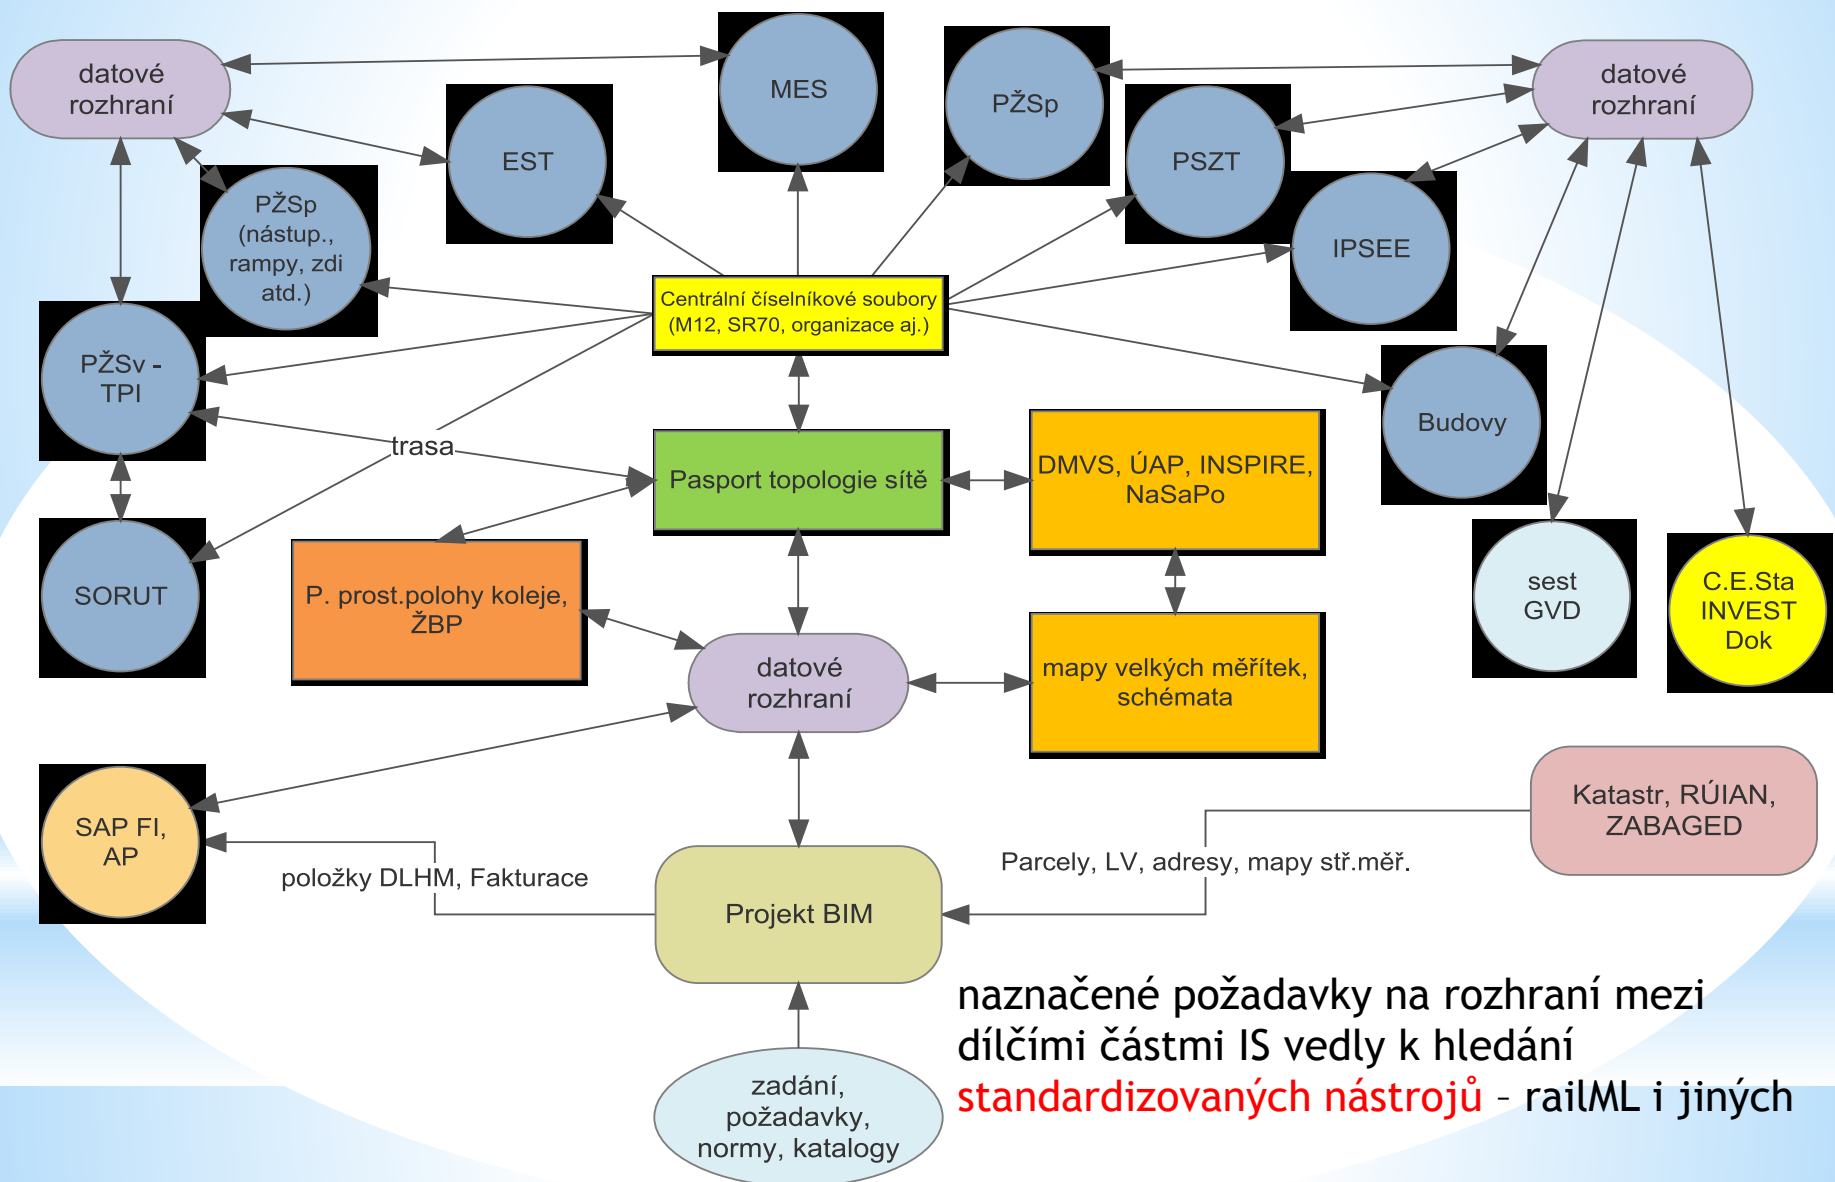 datové
rozhraní
MES
PŽSp
datové
rozhraní
EST
PSZT
PŽSp
(nástup.,
rampy, zdi
atd.)
IPSEE
Centrální číselníkové soubory
(M12, SR70, organizace aj.)
PŽSv -
TPI
Budovy
trasa
Pasport topologie sítě
DMVS, ÚAP, INSPIRE,
NaSaPo
SORUT
P. prost.polohy koleje,
ŽBP
sest
GVD
C.E.Sta
INVEST
Dok
datové
rozhraní
mapy velkých měřítek,
schémata
SAP FI,
AP
Katastr, RÚIAN,
ZABAGED
položky DLHM, Fakturace
Parcely, LV, adresy, mapy stř.měř.
Projekt BIM
naznačené požadavky na rozhraní mezi
dílčími částmi IS vedly k hledání
standardizovaných nástrojů – railML i jiných
zadání,
požadavky,
normy, katalogy